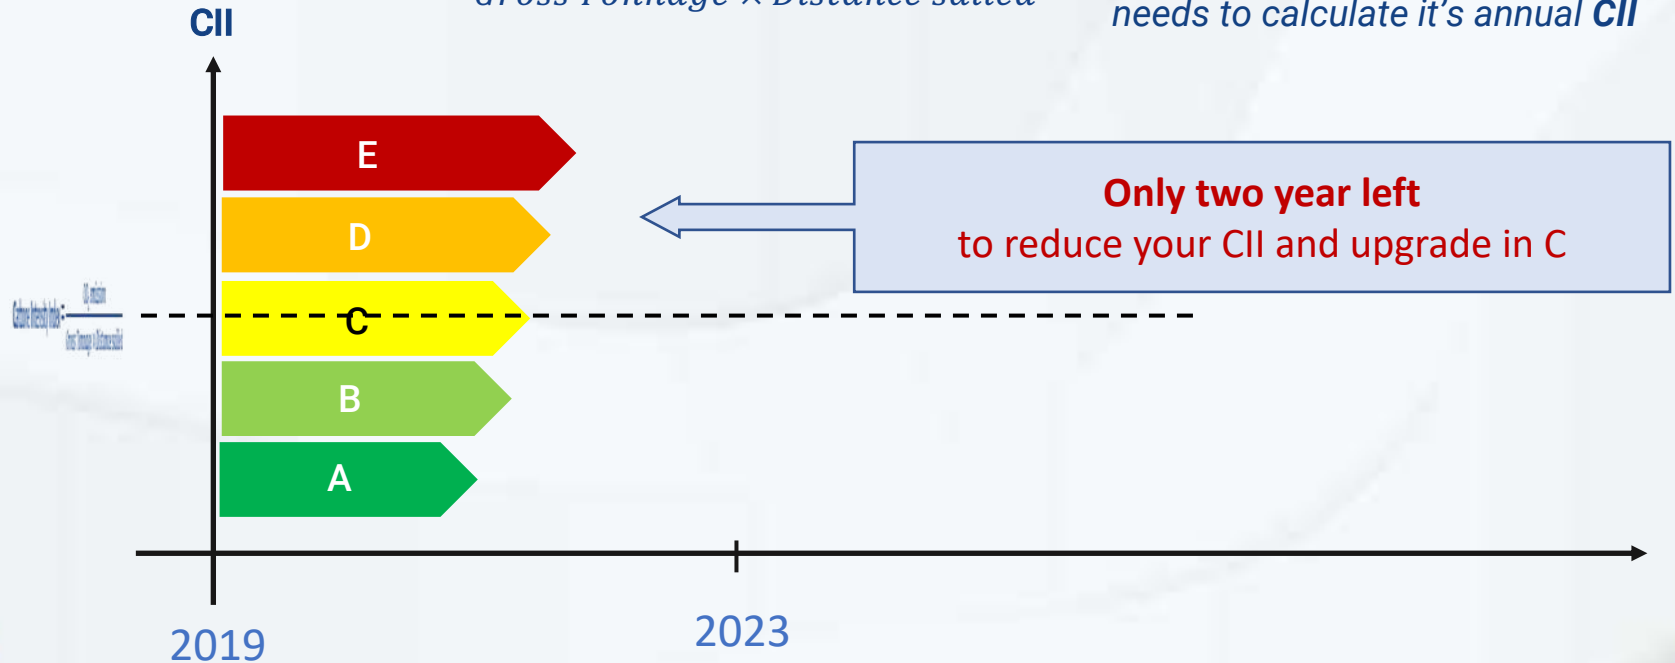 Gross Tonnage × Distance sailed
needs to calculate it's annual CII
CII
E
D
C
B
A
Only two year left
to reduce your CII and upgrade in C
2019
2023